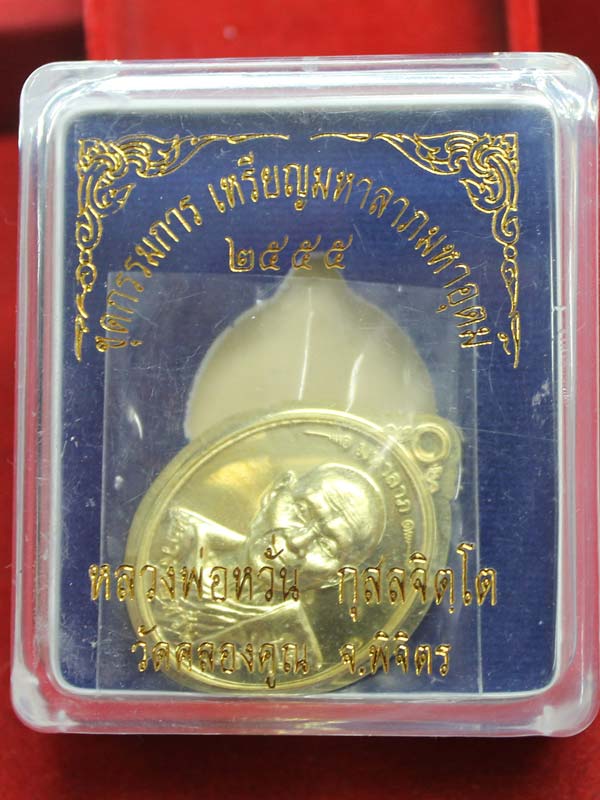 ชุดกรรมการ เหรียญมหาลาภมหาอุตม์
๒๕๕๕
หลวงพ่อหวั่น กุสลจิตฺโต
วัดคลองคูณ จ.พิจิตร